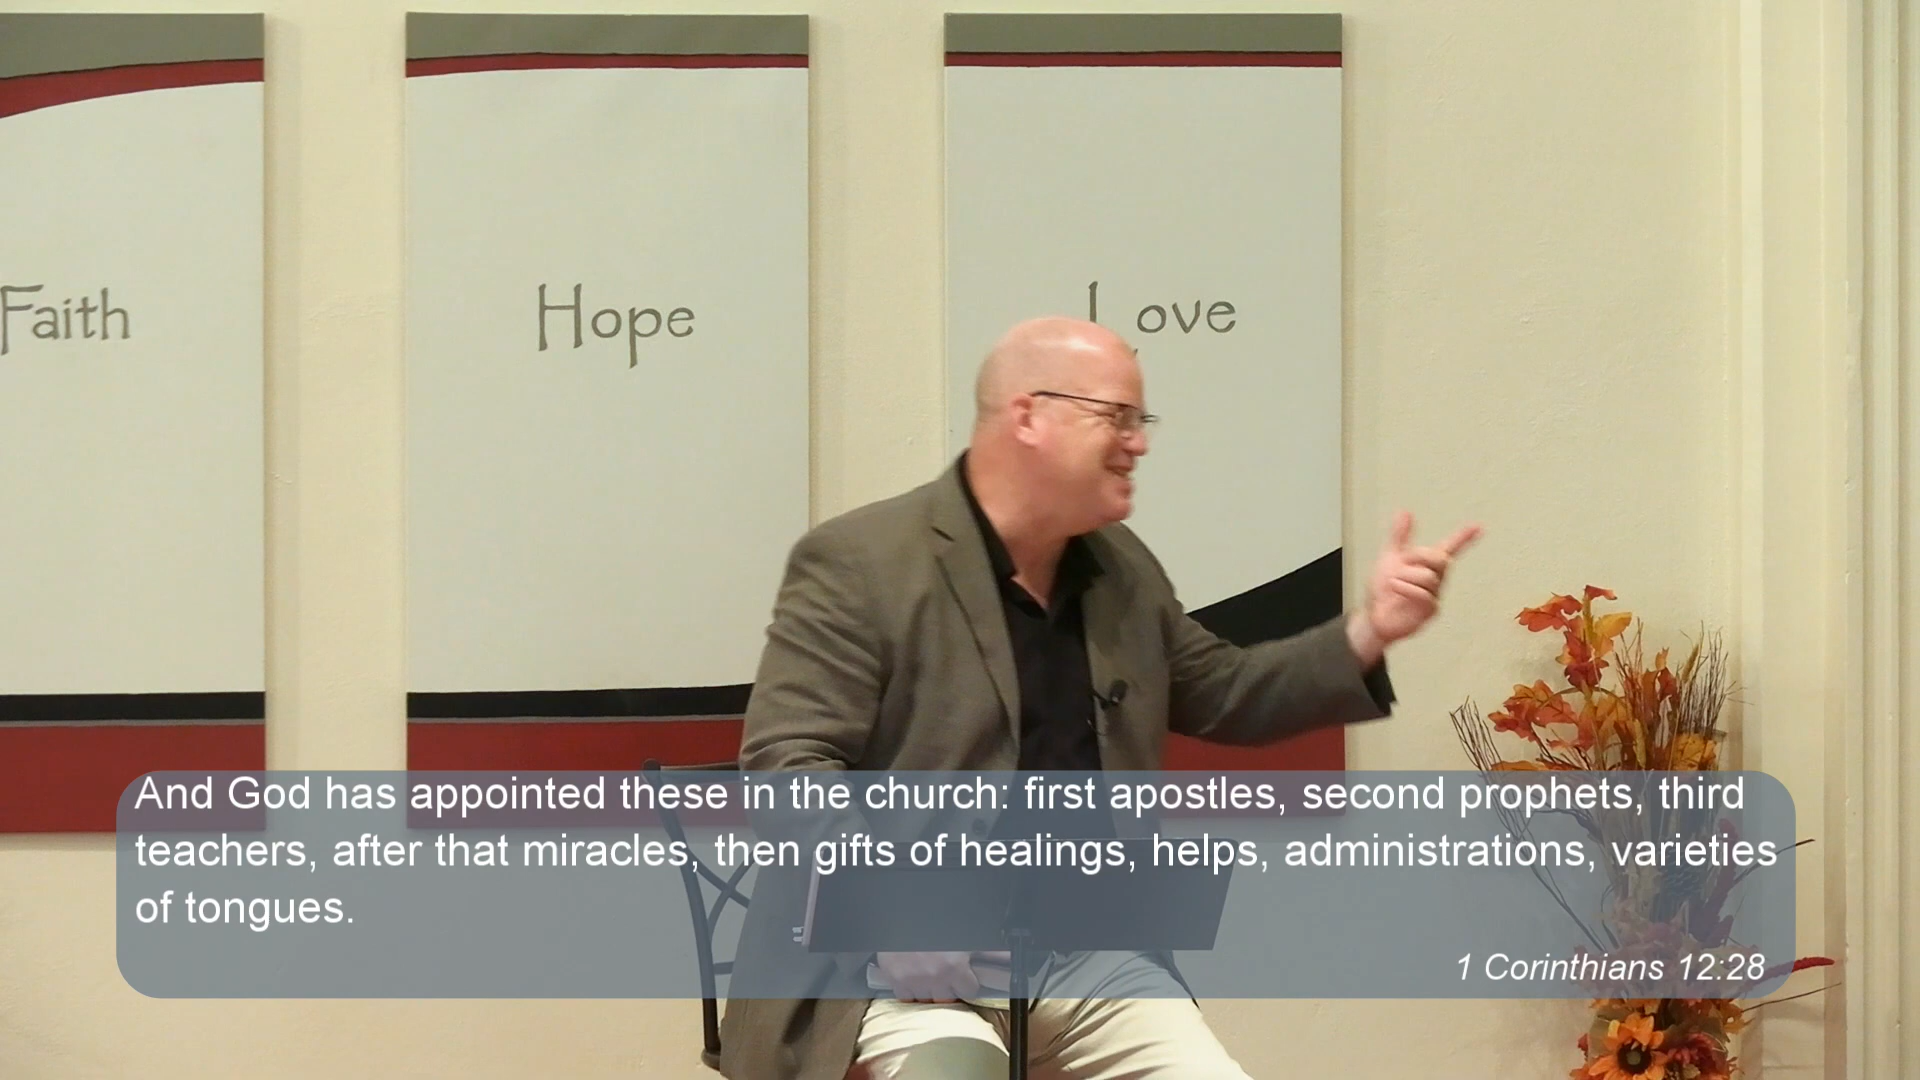 Faith
Hope
Love
And God has appointed these in the church: first apostles, second prophets, third
teachers, after that miracles, then gifts of healings, helps, administrations, varieties
of tongues.
1 Corinthians 12:28